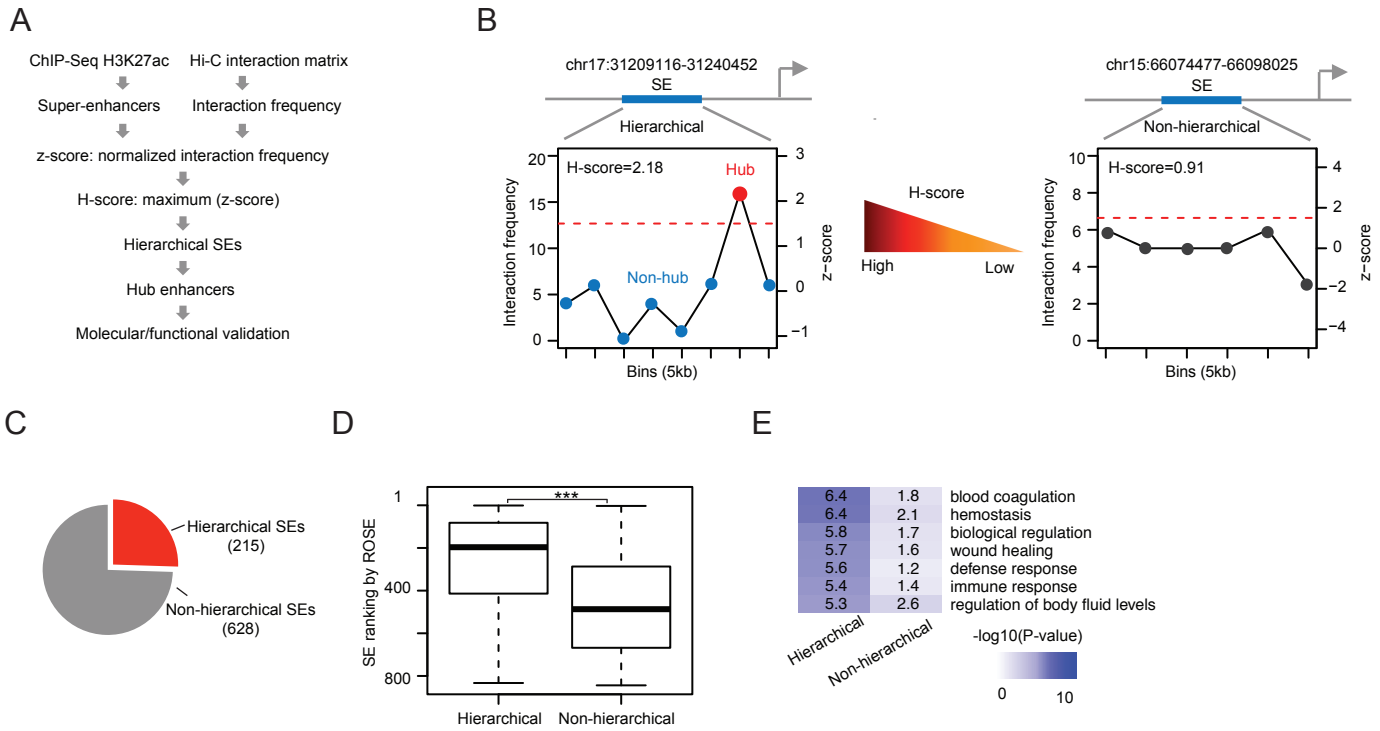 A
ChIP-Seq H3K27ac
Hi-C interaction matrix
Super-enhancers
Interaction frequency
z-score: normalized interaction frequency
H-score: maximum (z-score)
Hierarchical SEs
Hub enhancers
Molecular/functional validation
B
chr17:31209116-31240452
SE
Hierarchical
H-score=2.18
Hub
Non-hub
Interaction frequency
20
15
10
5
0
3
2
1
0
−1
z−score
Bins (5kb)
H-score
High
Low
chr15:66074477-66098025
SE
Non-hierarchical
H-score=0.91
Interaction frequency
10
8
6
4
2
0
4
2
0
−2
−4
z−score
Bins (5kb)
C
Hierarchical SEs
(215)
Non-hierarchical SEs
(628)
D
SE ranking by ROSE
1
400
800
***
Hierarchical
Non-hierarchical
E
6.4 1.8 blood coagulation
6.4 2.1 hemostasis
5.8 1.7 biological regulation
5.7 1.6 wound healing
5.6 1.2 defense response
5.4 1.4 immune response
5.3 2.6 regulation of body fluid levels
Hierarchical
Non-hierarchical
-log10(P-value)
0
10